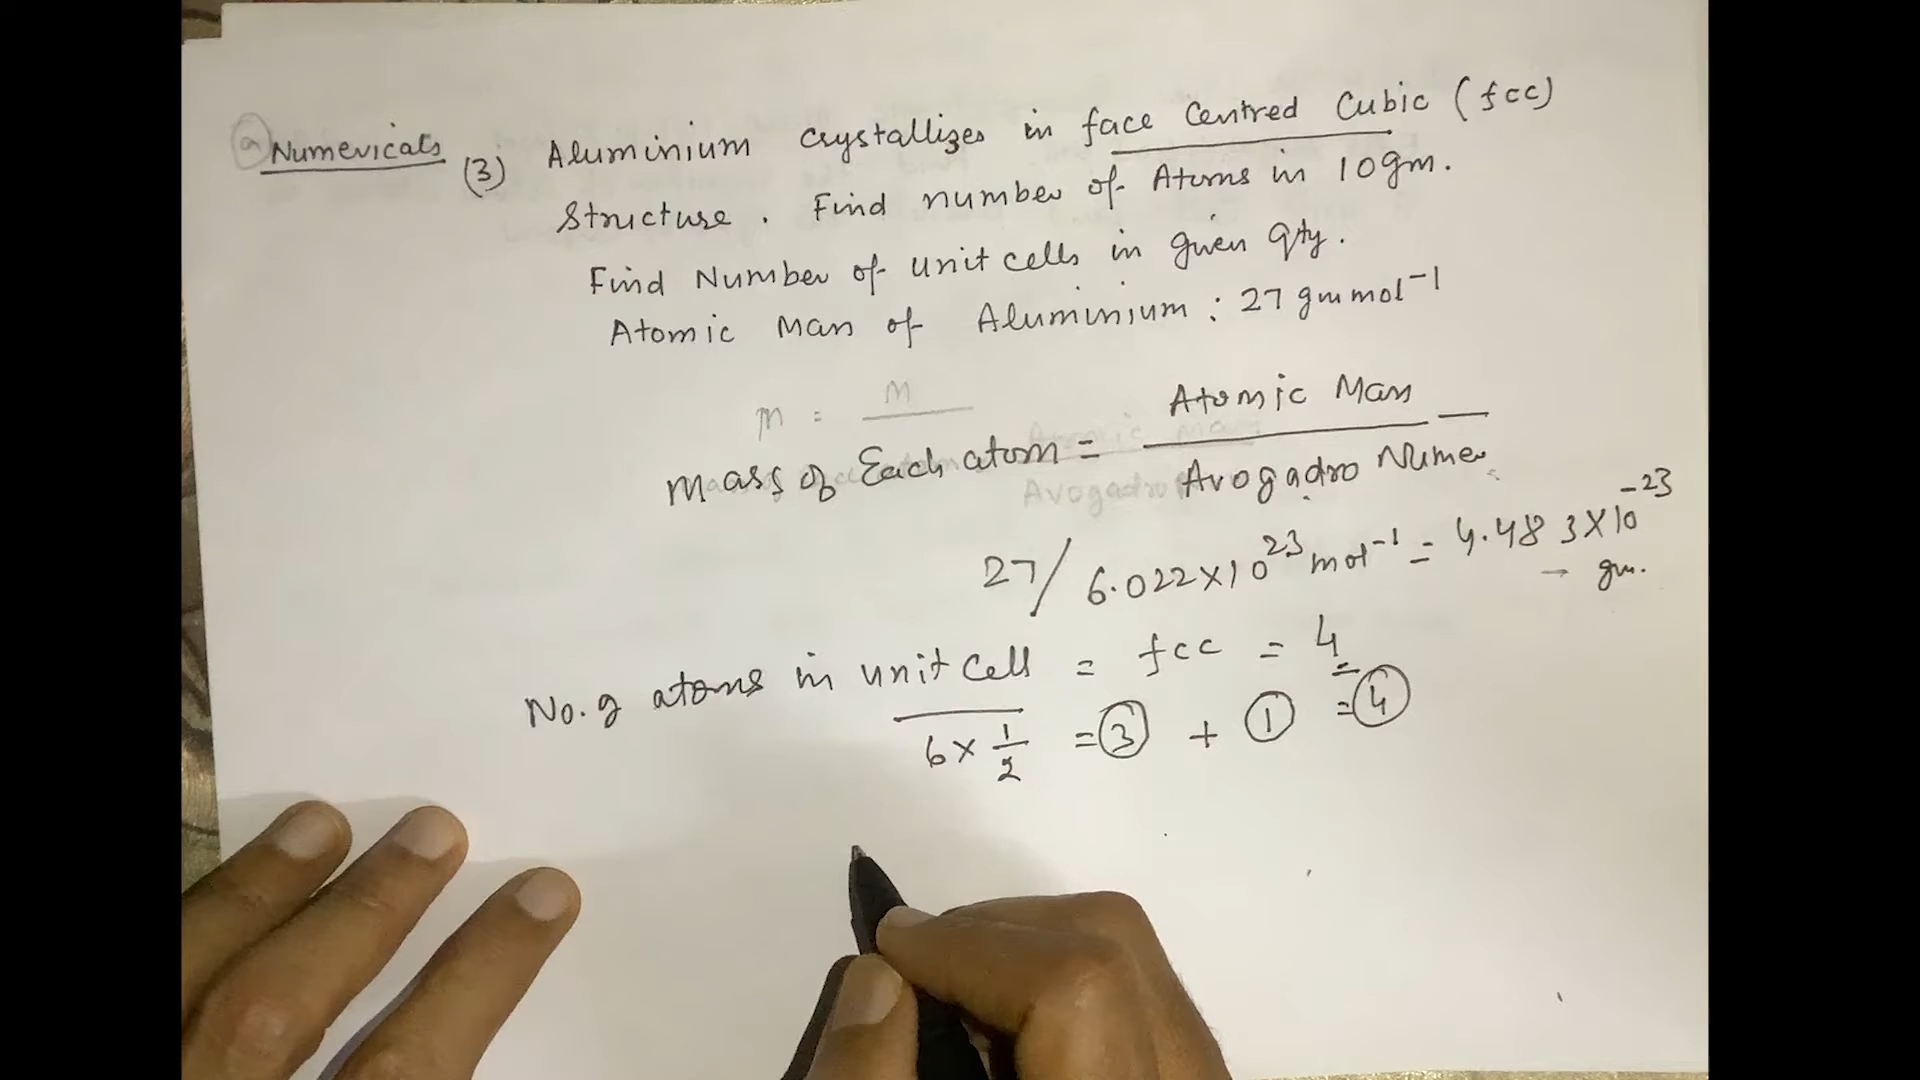 Numericals (3) Aluminium crystallizes in face Centred Cubic (fcc)
Structure. Find number of Atoms in 10gm.
Find Number of unit cells in given qty.
Atomic Mass of Aluminium : 27 gm mol⁻¹
m = M
Mass of Each atom = Atomic Mass
Avogadro Numer
27/6.022×10²³ mol⁻¹ = 4.483×10⁻²³
gm.
No. of atoms in unit cell = fcc = 4
6 × 1/2 = 3 + 1 = 4